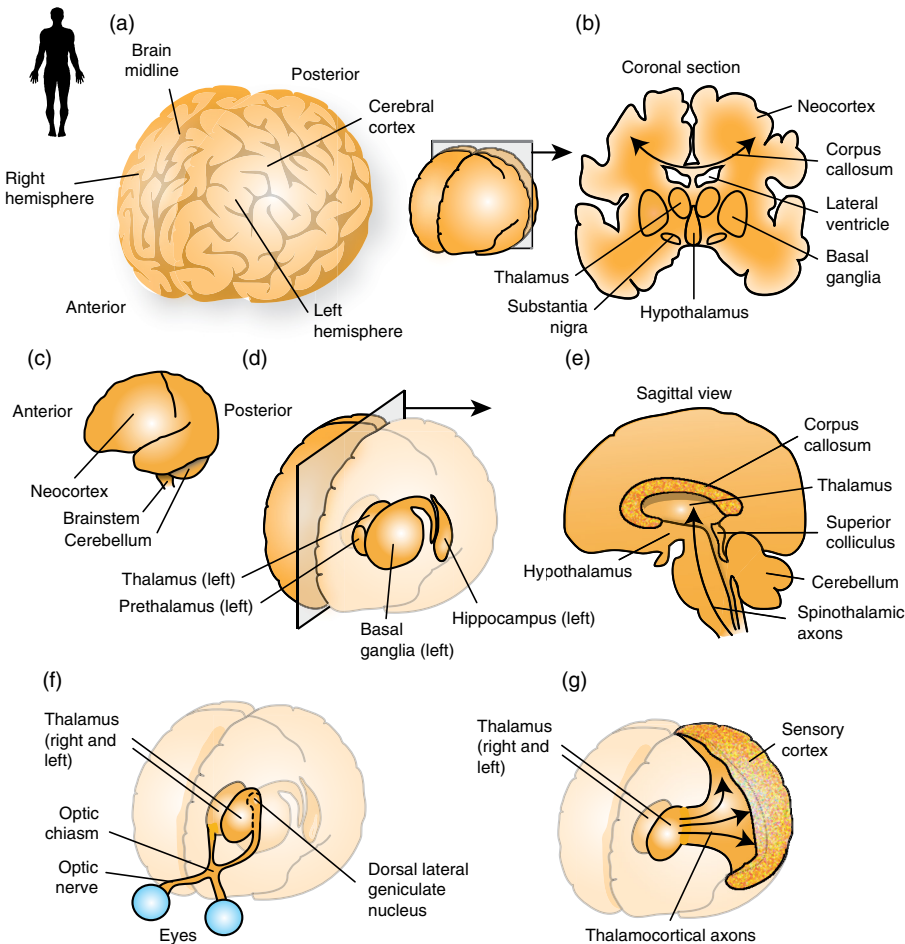 (a)
Brain
midline
Posterior
Cerebral
cortex
Right
hemisphere
Anterior
Left
hemisphere
(b)
Coronal section
Neocortex
Corpus
callosum
Lateral
ventricle
Basal
ganglia
Thalamus
Substantia
nigra
Hypothalamus
(c)
Anterior
Posterior
Neocortex
Brainstem
Cerebellum
(d)
Thalamus (left)
Prethalamus (left)
Basal
ganglia (left)
Hippocampus (left)
(e)
Sagittal view
Corpus
callosum
Thalamus
Superior
colliculus
Hypothalamus
Cerebellum
Spinothalamic
axons
(f)
Thalamus
(right and
left)
Optic
chiasm
Optic
nerve
Eyes
Dorsal lateral
geniculate
nucleus
(g)
Thalamus
(right and
left)
Sensory
cortex
Thalamocortical axons